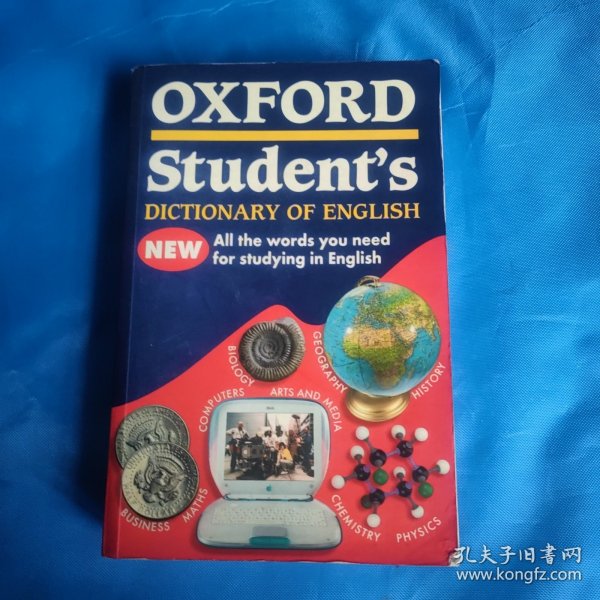 OXFORD
Student's
DICTIONARY OF ENGLISH
NEW
All the words you need
for studying in English
BIOLOGY
GEOGRAPHY
HISTORY
COMPUTERS
ARTS AND MEDIA
BUSINESS
MATHS
CHEMISTRY
PHYSICS
孔夫子旧书网
www.kongfz.com